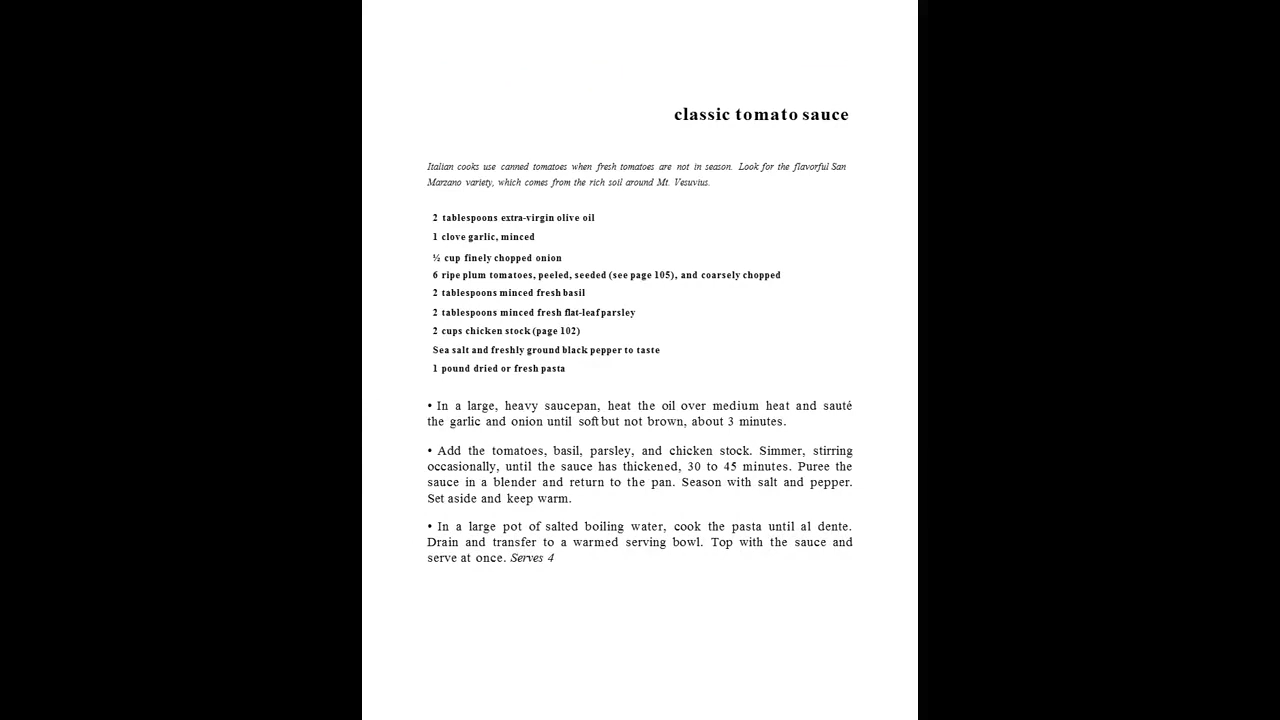 classic tomato sauce
Italian cooks use canned tomatoes when fresh tomatoes are not in season. Look for the flavorful San
Marzano variety, which comes from the rich soil around Mt. Vesuvius.
2 tablespoons extra-virgin olive oil
1 clove garlic, minced
½ cup finely chopped onion
6 ripe plum tomatoes, peeled, seeded (see page 105), and coarsely chopped
2 tablespoons minced fresh basil
2 tablespoons minced fresh flat-leaf parsley
2 cups chicken stock (page 102)
Sea salt and freshly ground black pepper to taste
1 pound dried or fresh pasta
• In a large, heavy saucepan, heat the oil over medium heat and sauté
the garlic and onion until soft but not brown, about 3 minutes.
• Add the tomatoes, basil, parsley, and chicken stock. Simmer, stirring
occasionally, until the sauce has thickened, 30 to 45 minutes. Puree the
sauce in a blender and return to the pan. Season with salt and pepper.
Set aside and keep warm.
• In a large pot of salted boiling water, cook the pasta until al dente.
Drain and transfer to a warmed serving bowl. Top with the sauce and
serve at once. Serves 4